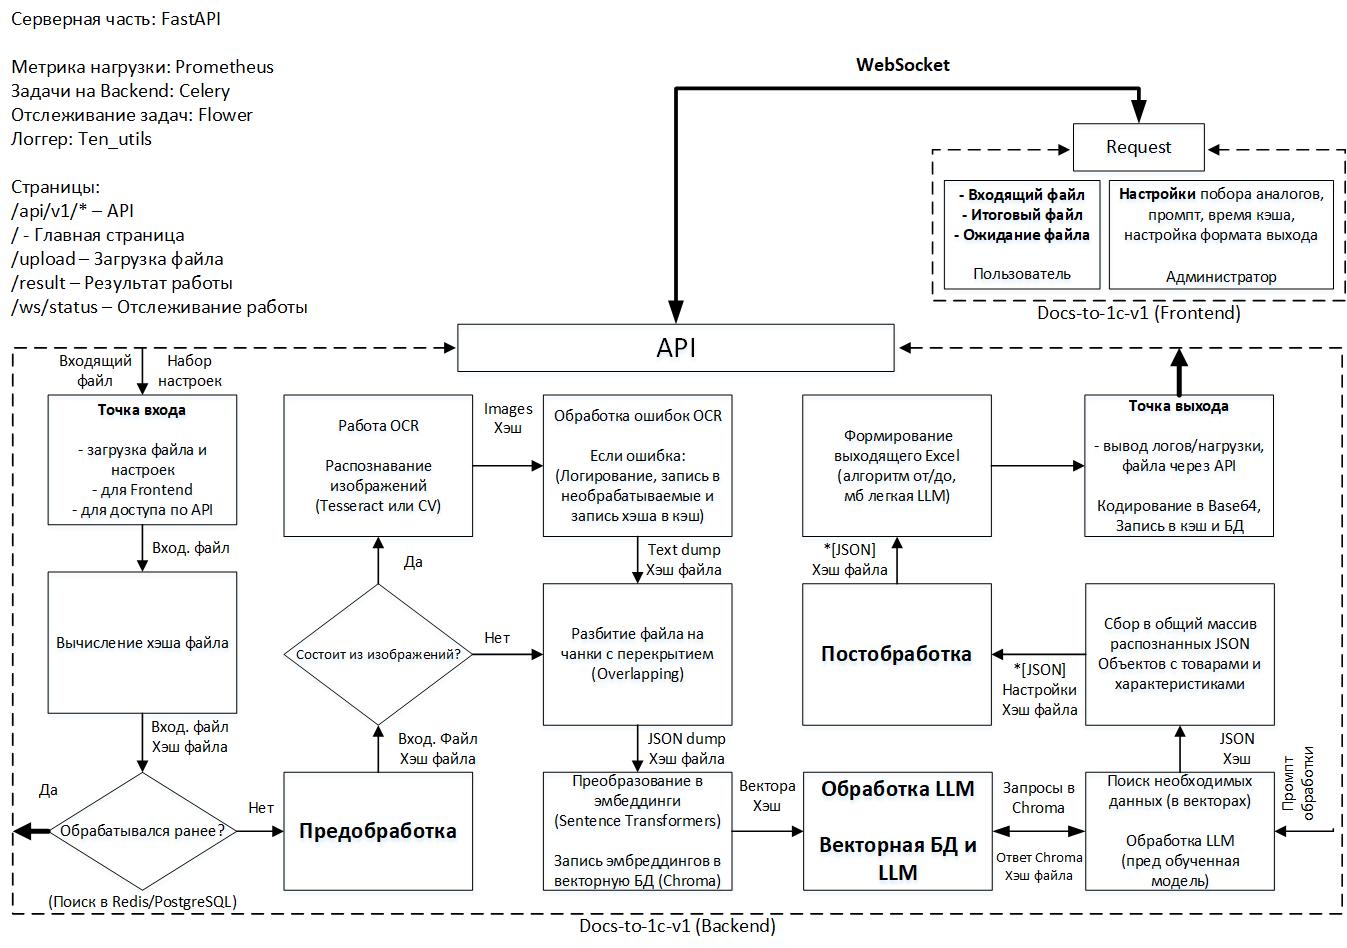 Серверная часть: FastAPI
Метрика нагрузки: Prometheus
Задачи на Backend: Celery
Отслеживание задач: Flower
Логгер: Ten_utils
Страницы:
/api/v1/* – API
/ - Главная страница
/upload – Загрузка файла
/result – Результат работы
/ws/status – Отслеживание работы
WebSocket
Request
- Входящий файл
- Итоговый файл
- Ожидание файла
Пользователь
Настройки побора аналогов,
промпт, время кэша,
настройка формата выхода
Администратор
Docs-to-1c-v1 (Frontend)
API
Входящий
файл
Набор
настроек
Точка входа
- загрузка файла и
настроек
- для Frontend
- для доступа по API
Вход. файл
Вычисление хэша файла
Вход. файл
Хэш файла
Да
Обрабатывался ранее?
Нет
(Поиск в Redis/PostgreSQL)
Предобработка
Вход. Файл
Хэш файла
Состоит из изображений?
Да
Нет
Работа OCR
Распознавание
изображений
(Tesseract или CV)
Images
Хэш
Обработка ошибок OCR
Если ошибка:
(Логирование, запись в
необрабатываемые и
запись хэша в кэш)
Text dump
Хэш файла
Разбитие файла на
чанки с перекрытием
(Overlapping)
JSON dump
Хэш файла
Преобразование в
эмбеддинги
(Sentence Transformers)
Запись эмбреддингов в
векторную БД (Chroma)
Вектора
Хэш
Обработка LLM
Векторная БД и
LLM
Запросы в
Chroma
Ответ Chroma
Хэш файла
Поиск необходимых
данных (в векторах)
Обработка LLM
(пред обученная
модель)
Промпт
обработки
JSON
Хэш
Сбор в общий массив
распознанных JSON
Объектов с товарами и
характеристиками
*[JSON]
Настройки
Хэш файла
Постобработка
*[JSON]
Хэш файла
Формирование
выходящего Excel
(алгоритм от/до,
мб легкая LLM)
Точка выхода
- вывод логов/нагрузки,
файла через API
Кодирование в Base64,
Запись в кэш и БД
Docs-to-1c-v1 (Backend)